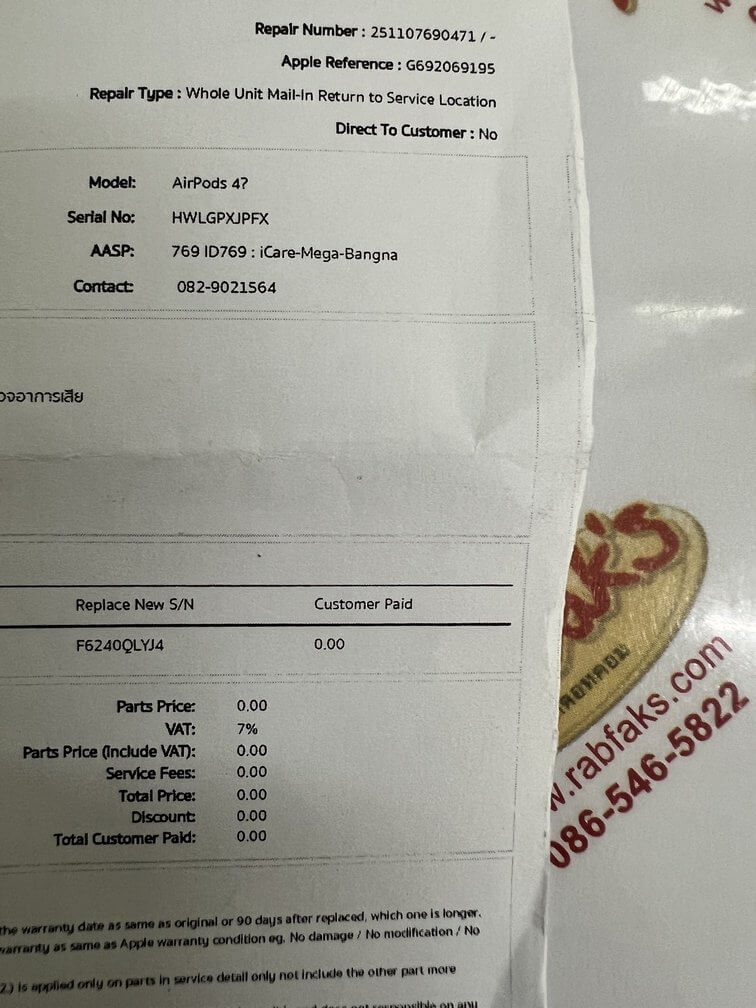 Repair Number : 251107690471 / -
Apple Reference : G692069195
Repair Type : Whole Unit Mail-In Return to Service Location
Direct To Customer : No
Model: AirPods 4?
Serial No: HWLGPXJPFX
AASP: 769 ID769 : iCare-Mega-Bangna
Contact: 082-9021564
วจอาการเสีย
Replace New S/N Customer Paid
F6240QLYJ4 0.00
Parts Price: 0.00
VAT: 7%
Parts Price (Include VAT): 0.00
Service Fees: 0.00
Total Price: 0.00
Discount: 0.00
Total Customer Paid: 0.00
the warranty date as same as original or 90 days after replaced, which one is longer.
warranty as same as Apple warranty condition eg. No damage / No modification / No
2.) is applied only on parts in service detail only not include the other part more
not responsible on any
w.rabfaks.com
086-546-5822